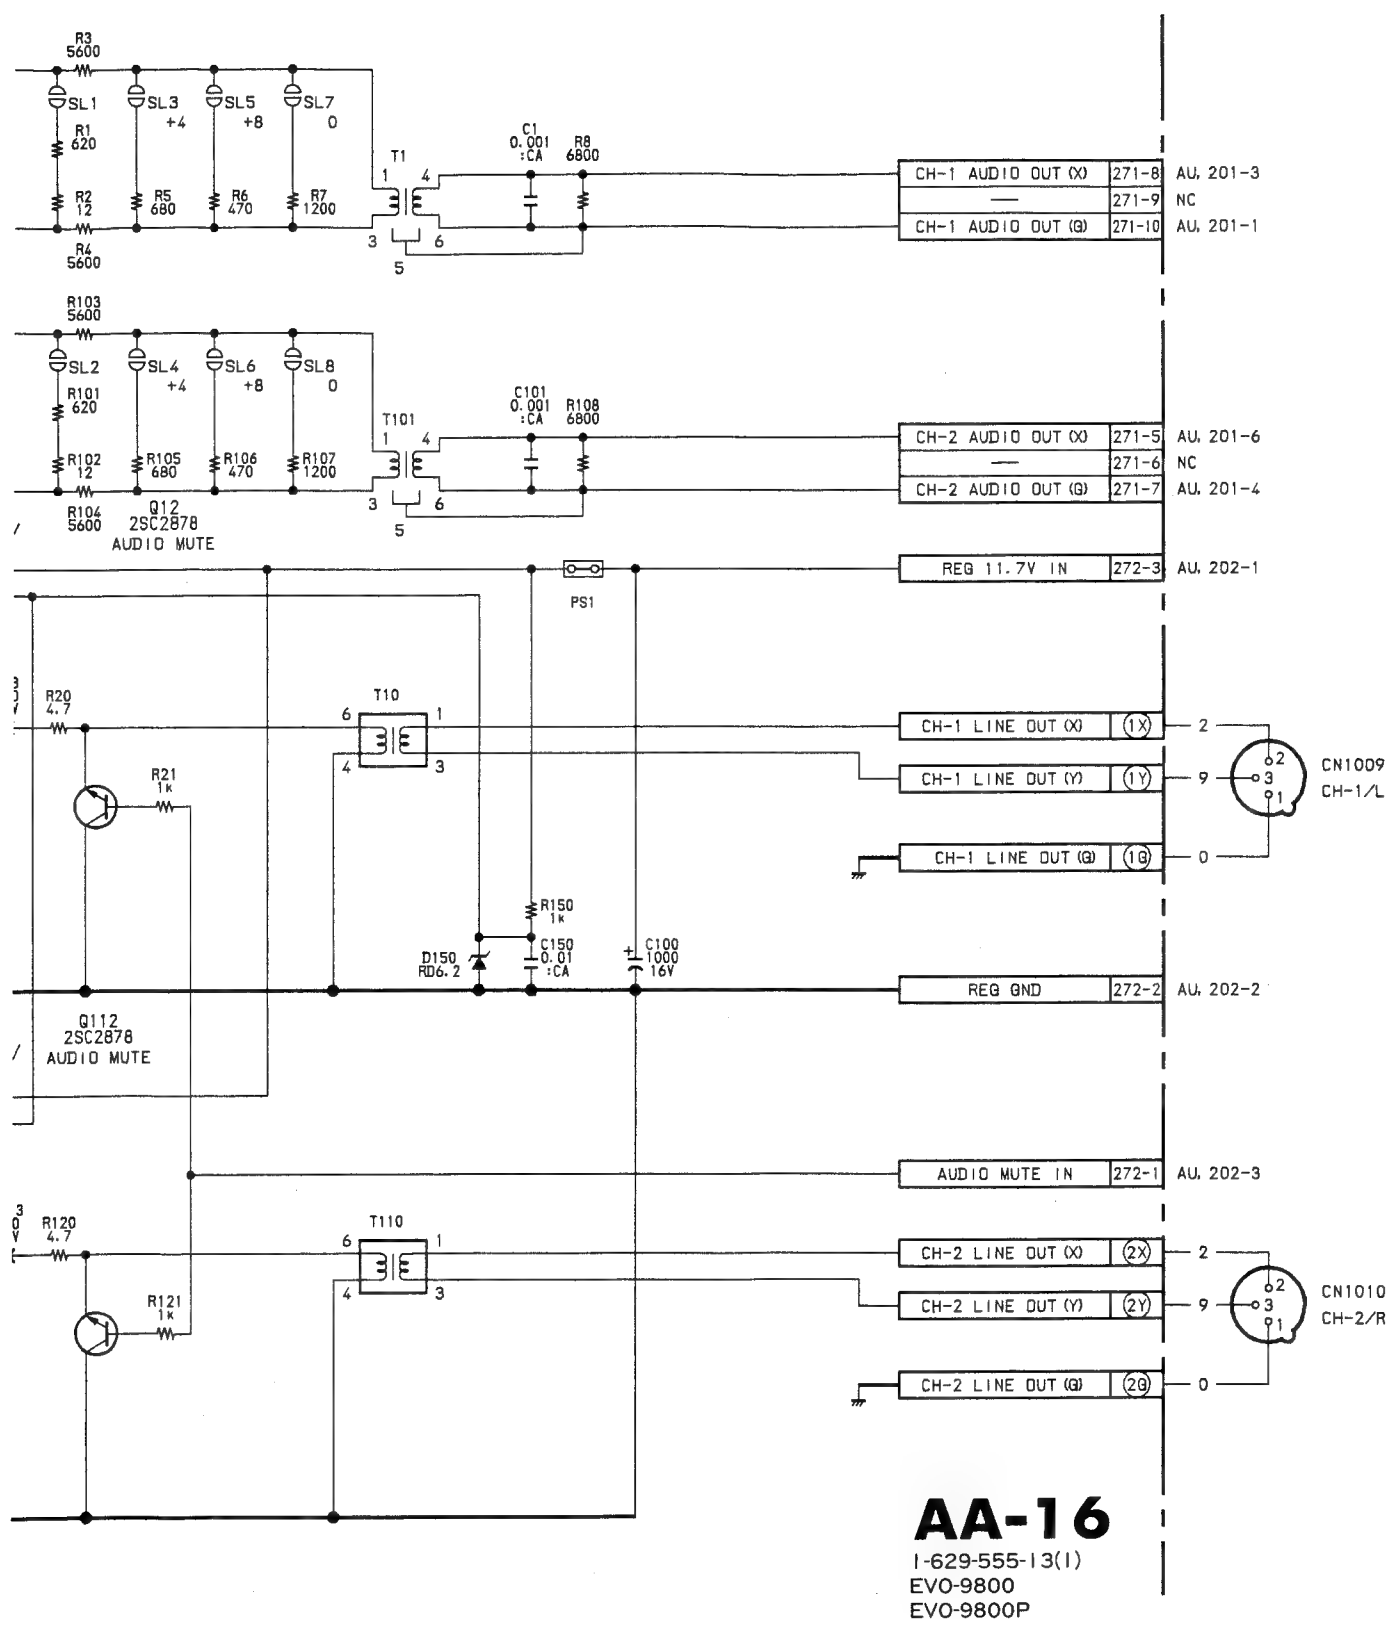 R3
5600
SL1
SL3
+4
SL5
+8
SL7
0
R1
620
R2
12
R5
680
R6
470
R7
1200
R4
5600
T1
1
4
3
6
5
C1
0.001
:CA
R8
6800
CH-1 AUDIO OUT (X) 271-8 AU, 201-3
— 271-9 NC
CH-1 AUDIO OUT (G) 271-10 AU, 201-1
R103
5600
SL2
SL4
+4
SL6
+8
SL8
0
R101
620
R102
12
R105
680
R106
470
R107
1200
R104
5600
T101
1
4
3
6
5
C101
0.001
:CA
R108
6800
CH-2 AUDIO OUT (X) 271-5 AU, 201-6
— 271-6 NC
CH-2 AUDIO OUT (G) 271-7 AU, 201-4
Q12
2SC2878
AUDIO MUTE
PS1
REG 11.7V IN 272-3 AU, 202-1
R20
4.7
R21
1k
T10
6
1
4
3
CH-1 LINE OUT (X) 1X 2
CH-1 LINE OUT (Y) 1Y 9
CH-1 LINE OUT (G) 1G 0
2
3
1
CN1009
CH-1/L
D150
RD6.2
R150
1k
C150
0.01
:CA
+
C100
1000
16V
REG GND 272-2 AU, 202-2
Q112
2SC2878
AUDIO MUTE
AUDIO MUTE IN 272-1 AU, 202-3
3
0
V
R120
4.7
R121
1k
T110
6
1
4
3
CH-2 LINE OUT (X) 2X 2
CH-2 LINE OUT (Y) 2Y 9
CH-2 LINE OUT (G) 2G 0
2
3
1
CN1010
CH-2/R
AA-16
1-629-555-13(1)
EVO-9800
EVO-9800P